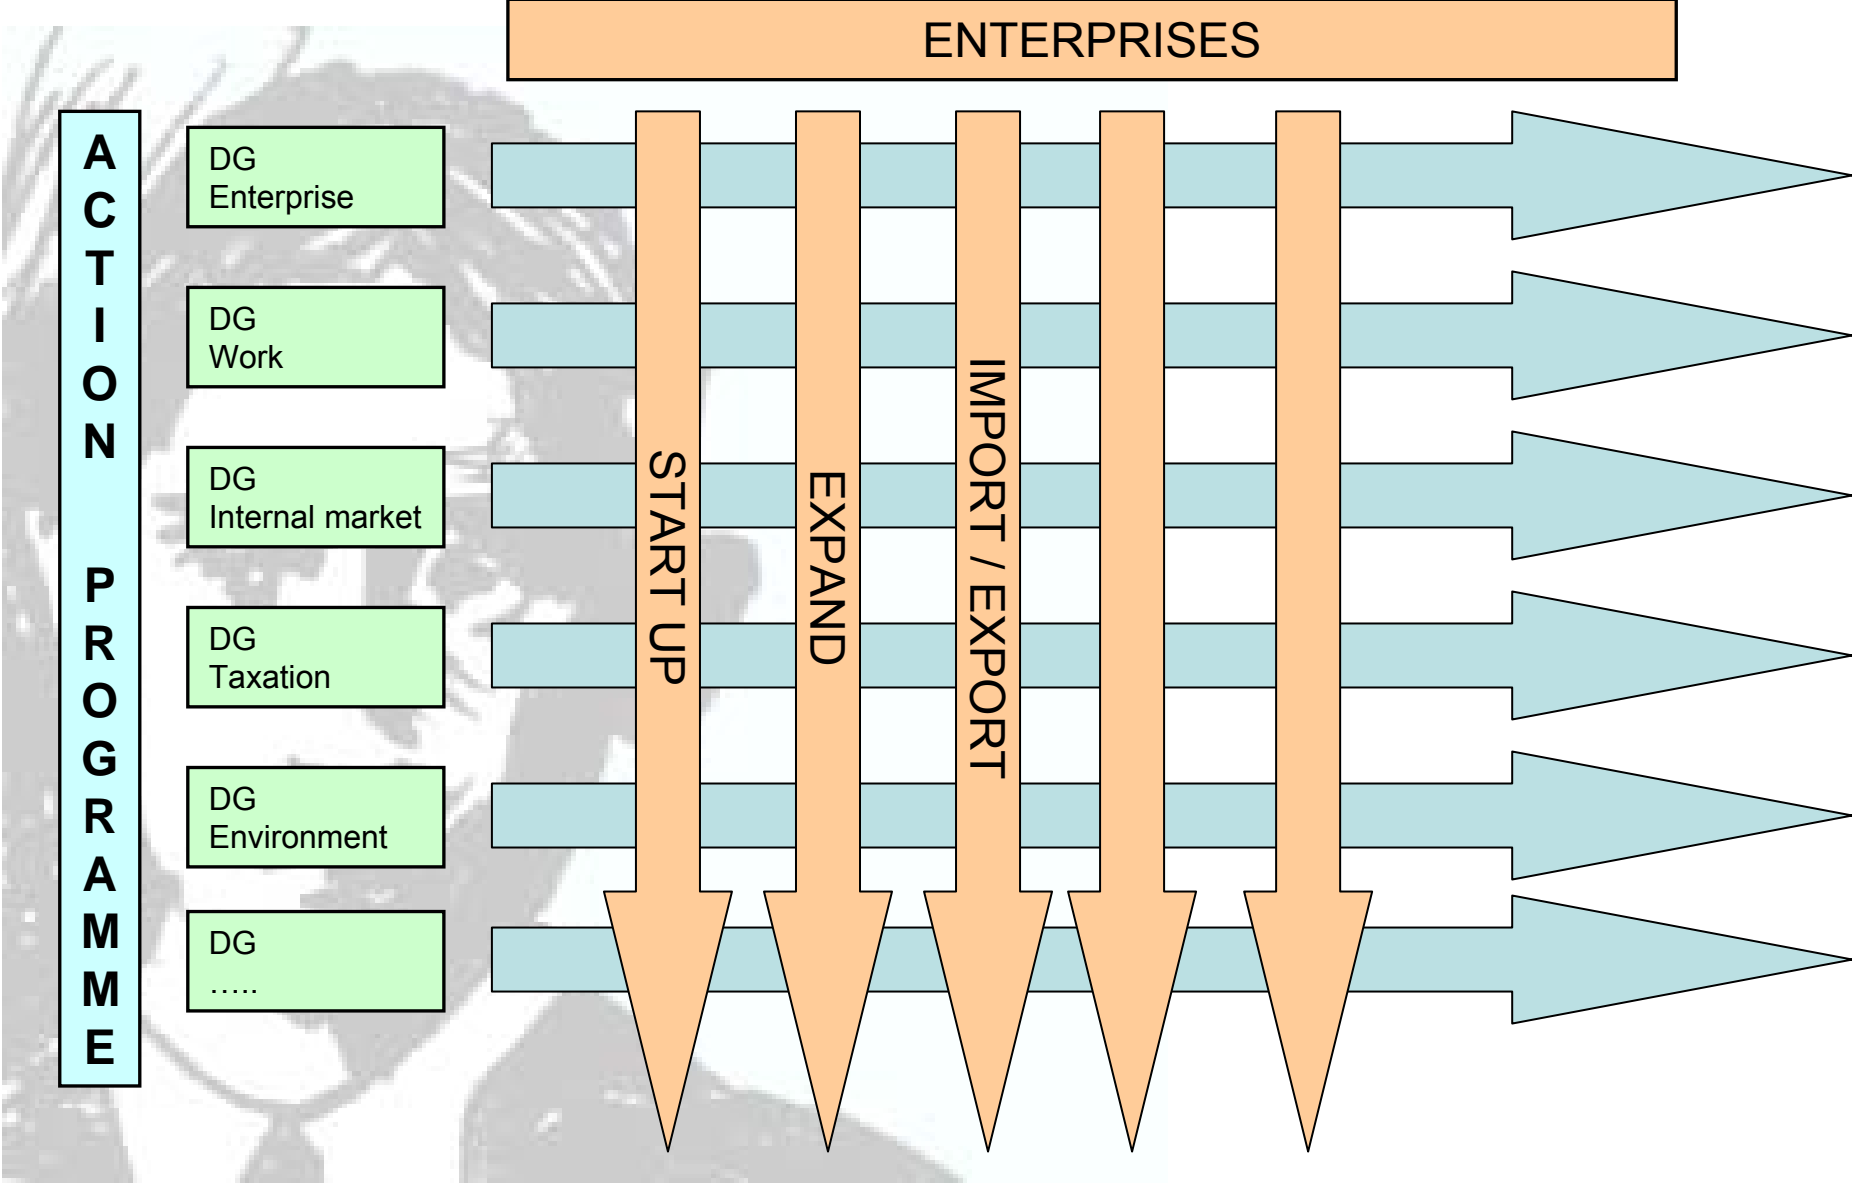 ENTERPRISES
ACTION PROGRAMME
DG
Enterprise
DG
Work
DG
Internal market
DG
Taxation
DG
Environment
DG
.....
START UP
EXPAND
IMPORT / EXPORT